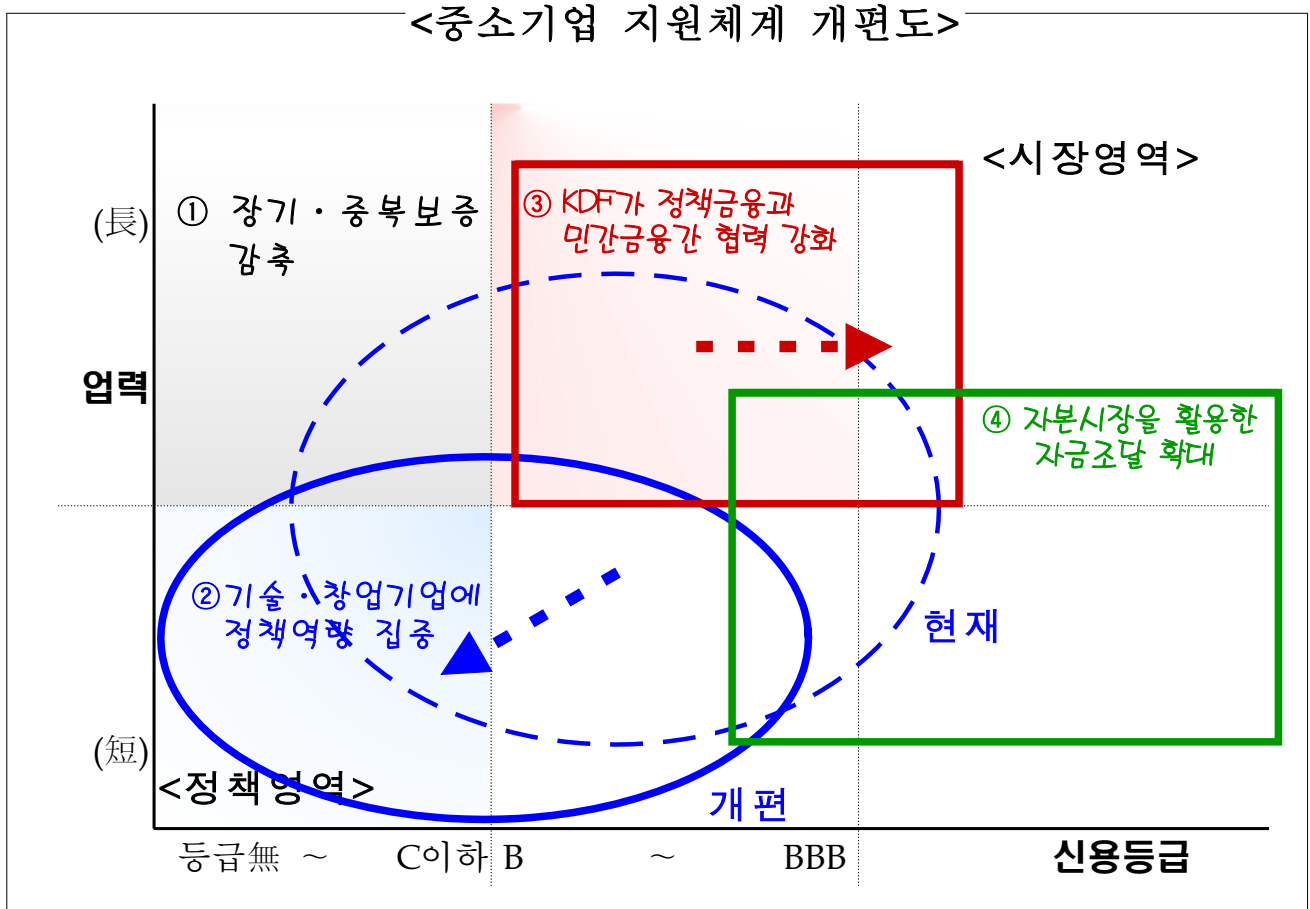 <중소기업 지원체계 개편도>
<시장영역>
(長)
① 장기·중복보증
감축
③ KDF가 정책금융과
민간금융간 협력 강화
업력
④ 자본시장을 활용한
자금조달 확대
②기술·창업기업에
정책역량 집중
현재
(短)
<정책영역>
개편
등급無 ~ C이하 B ~ BBB 신용등급